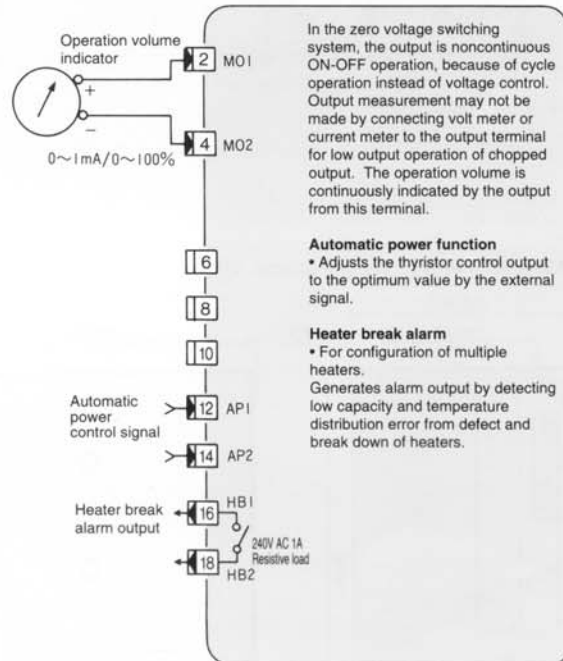 Operation volume
indicator
+
−
0～1mA/0～100%
2 MO1
4 MO2
6
8
10
Automatic
power
control signal
12 AP1
14 AP2
Heater break
alarm output
16 HB1
18 HB2
240V AC 1A
Resistive load
In the zero voltage switching
system, the output is noncontinuous
ON-OFF operation, because of cycle
operation instead of voltage control.
Output measurement may not be
made by connecting volt meter or
current meter to the output terminal
for low output operation of chopped
output. The operation volume is
continuously indicated by the output
from this terminal.
Automatic power function
• Adjusts the thyristor control output
to the optimum value by the external
signal.
Heater break alarm
• For configuration of multiple
heaters.
Generates alarm output by detecting
low capacity and temperature
distribution error from defect and
break down of heaters.